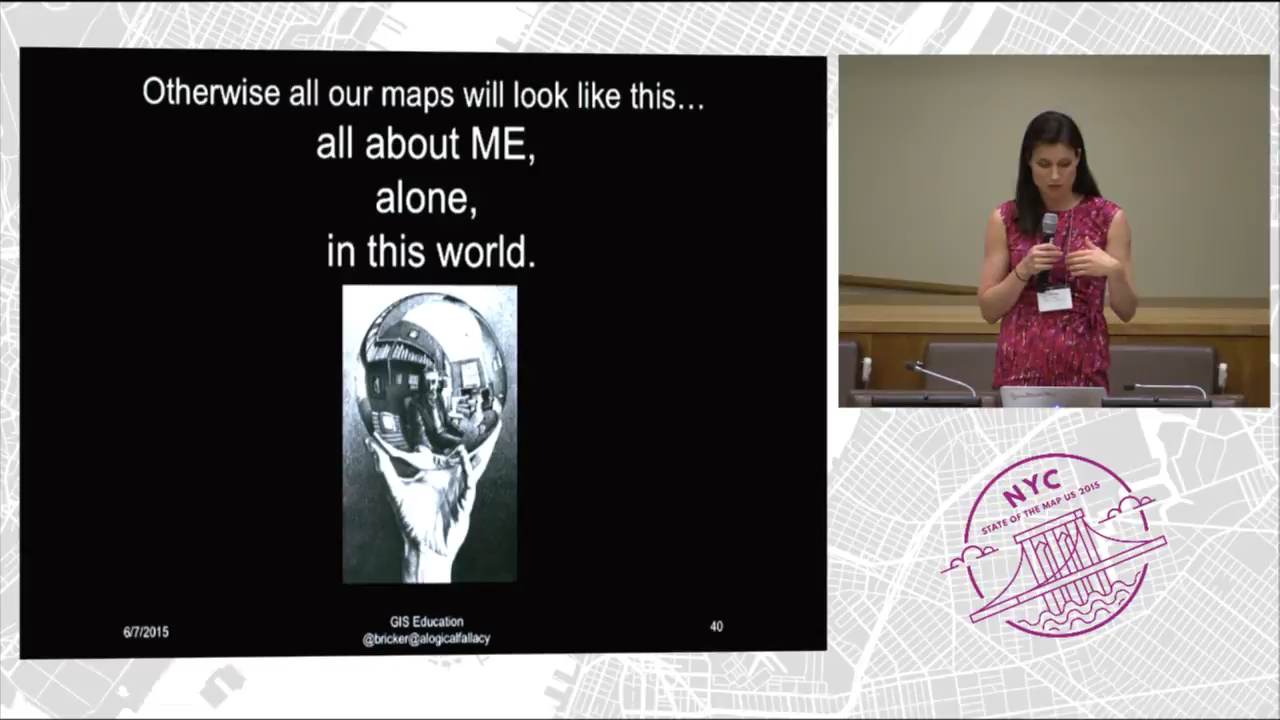 Otherwise all our maps will look like this…
all about ME,
alone,
in this world.
6/7/2015
GIS Education
@bricker@alogicalfallacy
40
NYC
STATE OF THE MAP US 2015